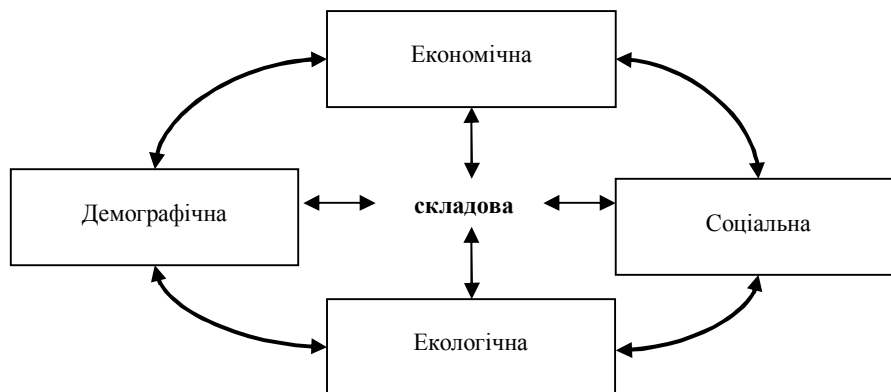 Економічна
Демографічна
складова
Соціальна
Екологічна